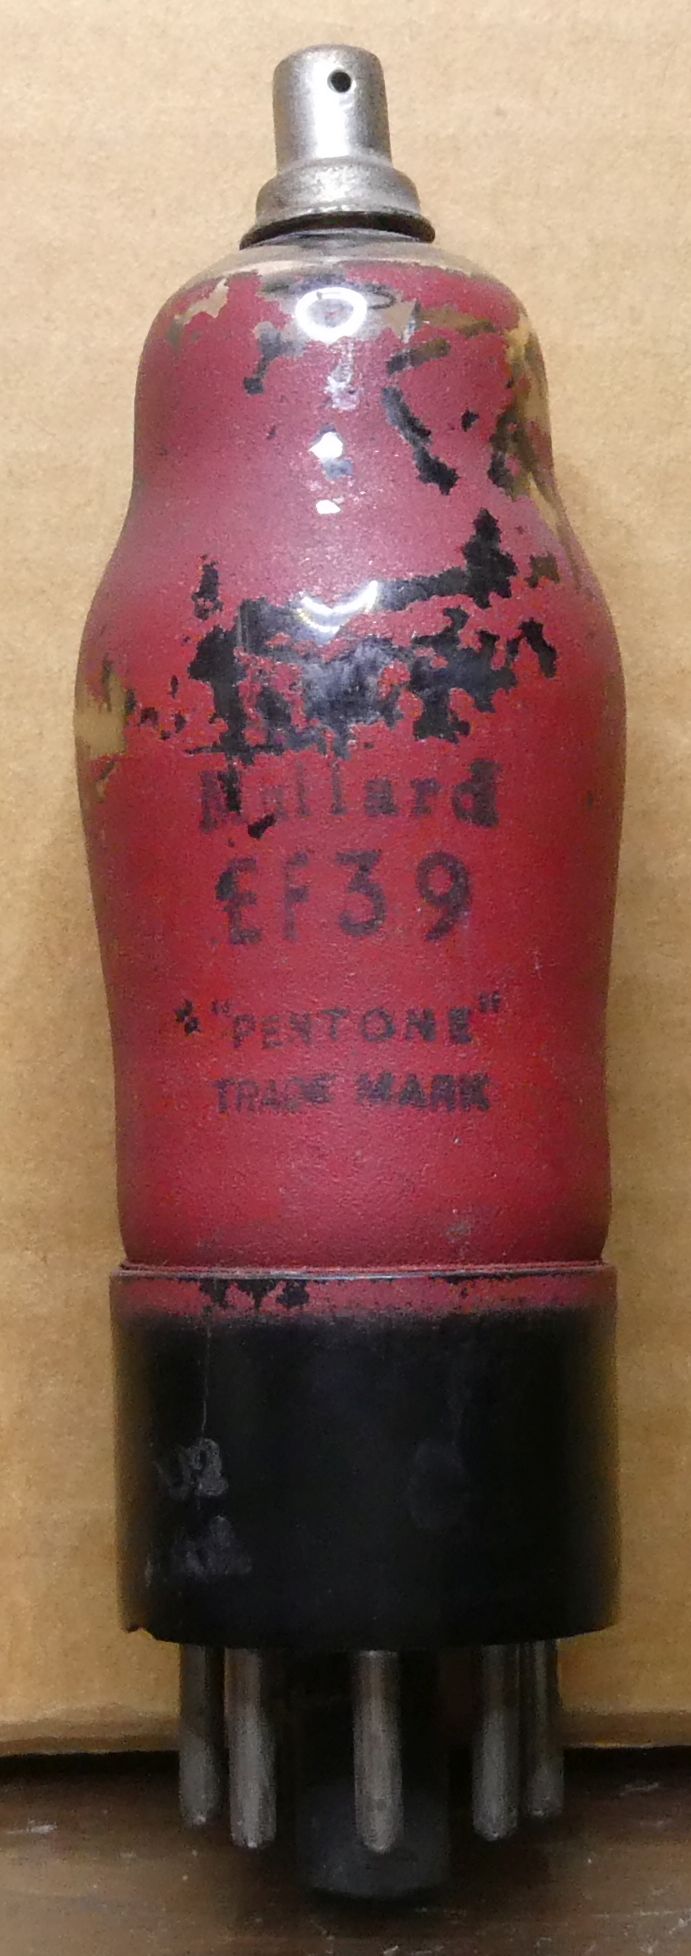 Mullard
EF39
"PENTONE"
TRADE MARK